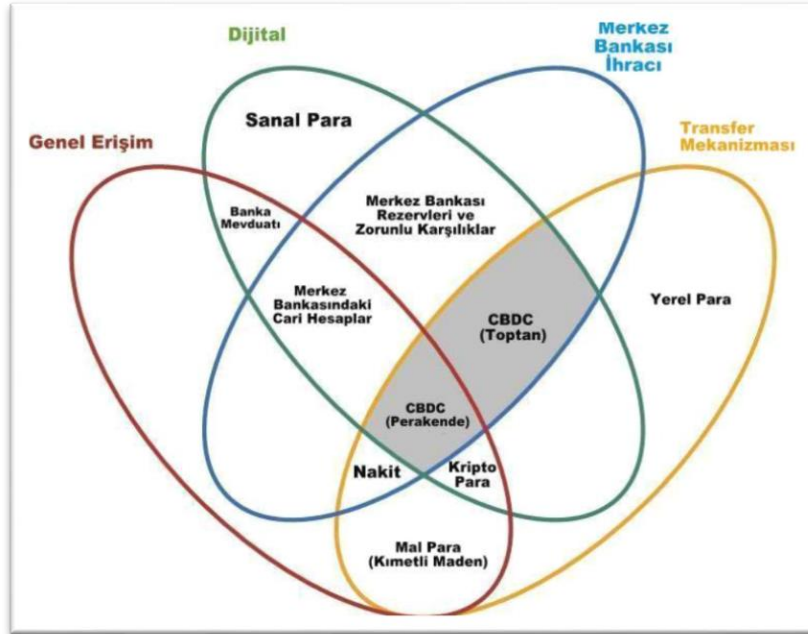 Dijital
Merkez
Bankası
İhracı
Genel Erişim
Sanal Para
Transfer
Mekanizması
Banka
Mevduatı
Merkez Bankası
Rezervleri ve
Zorunlu Karşılıklar
Merkez
Bankasındaki
Cari Hesaplar
CBDC
(Toptan)
Yerel Para
CBDC
(Perakende)
Nakit
Kripto
Para
Mal Para
(Kımetli Maden)